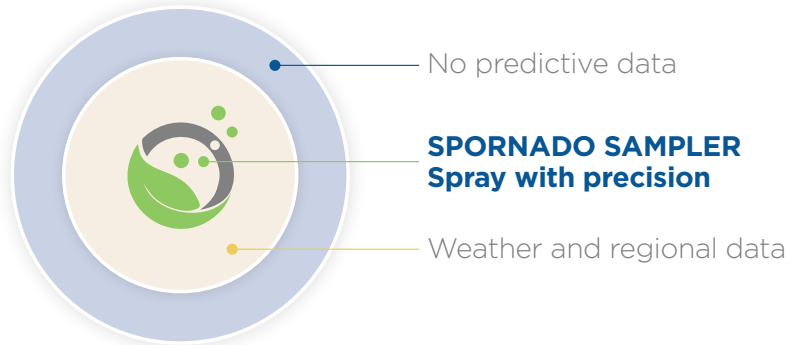 No predictive data
SPORNADO SAMPLER
Spray with precision
Weather and regional data